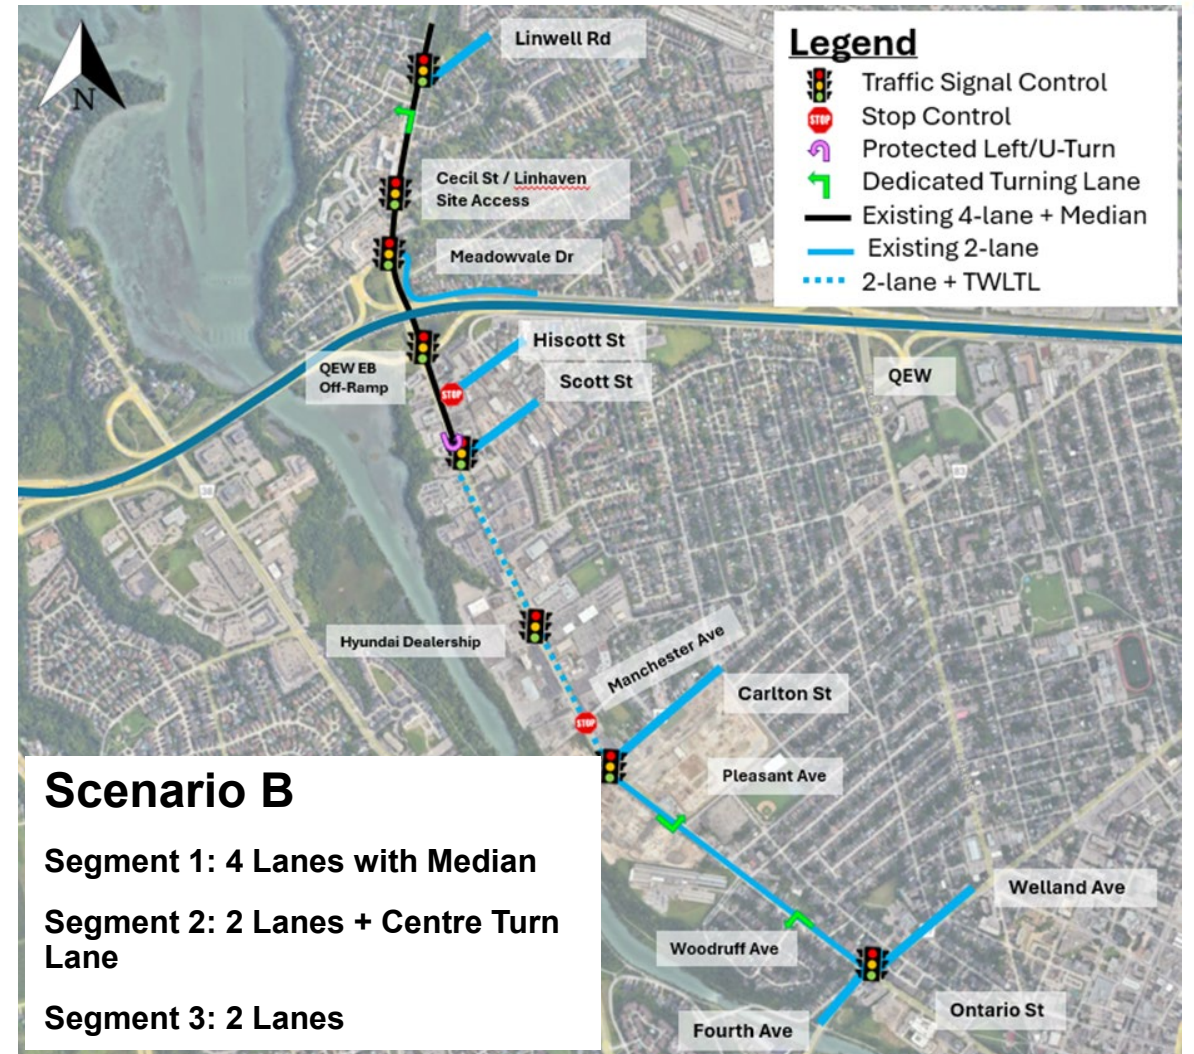 Linwell Rd
Legend
Traffic Signal Control
STOP Stop Control
Protected Left/U-Turn
Dedicated Turning Lane
Existing 4-lane + Median
Existing 2-lane
2-lane + TWLTL
N
Cecil St / Linhaven
Site Access
Meadowvale Dr
Hiscott St
QEW EB
Off-Ramp
STOP
Scott St
QEW
Hyundai Dealership
Manchester Ave
STOP
Carlton St
Pleasant Ave
Scenario B
Segment 1: 4 Lanes with Median
Segment 2: 2 Lanes + Centre Turn
Lane
Segment 3: 2 Lanes
Welland Ave
Woodruff Ave
Ontario St
Fourth Ave